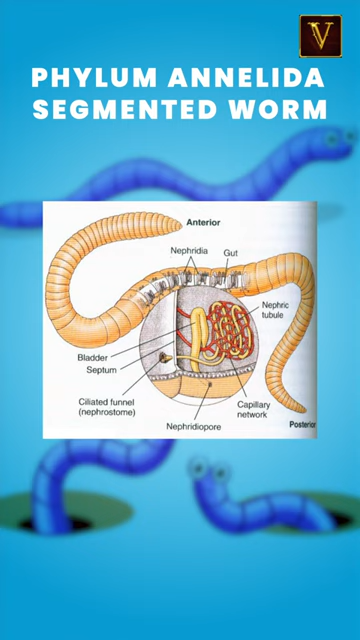 V
PHYLUM ANNELIDA
SEGMENTED WORM
Anterior
Nephridia
Gut
Nephric
tubule
Bladder
Septum
Ciliated funnel
(nephrostome)
Capillary
network
Nephridiopore
Posterior